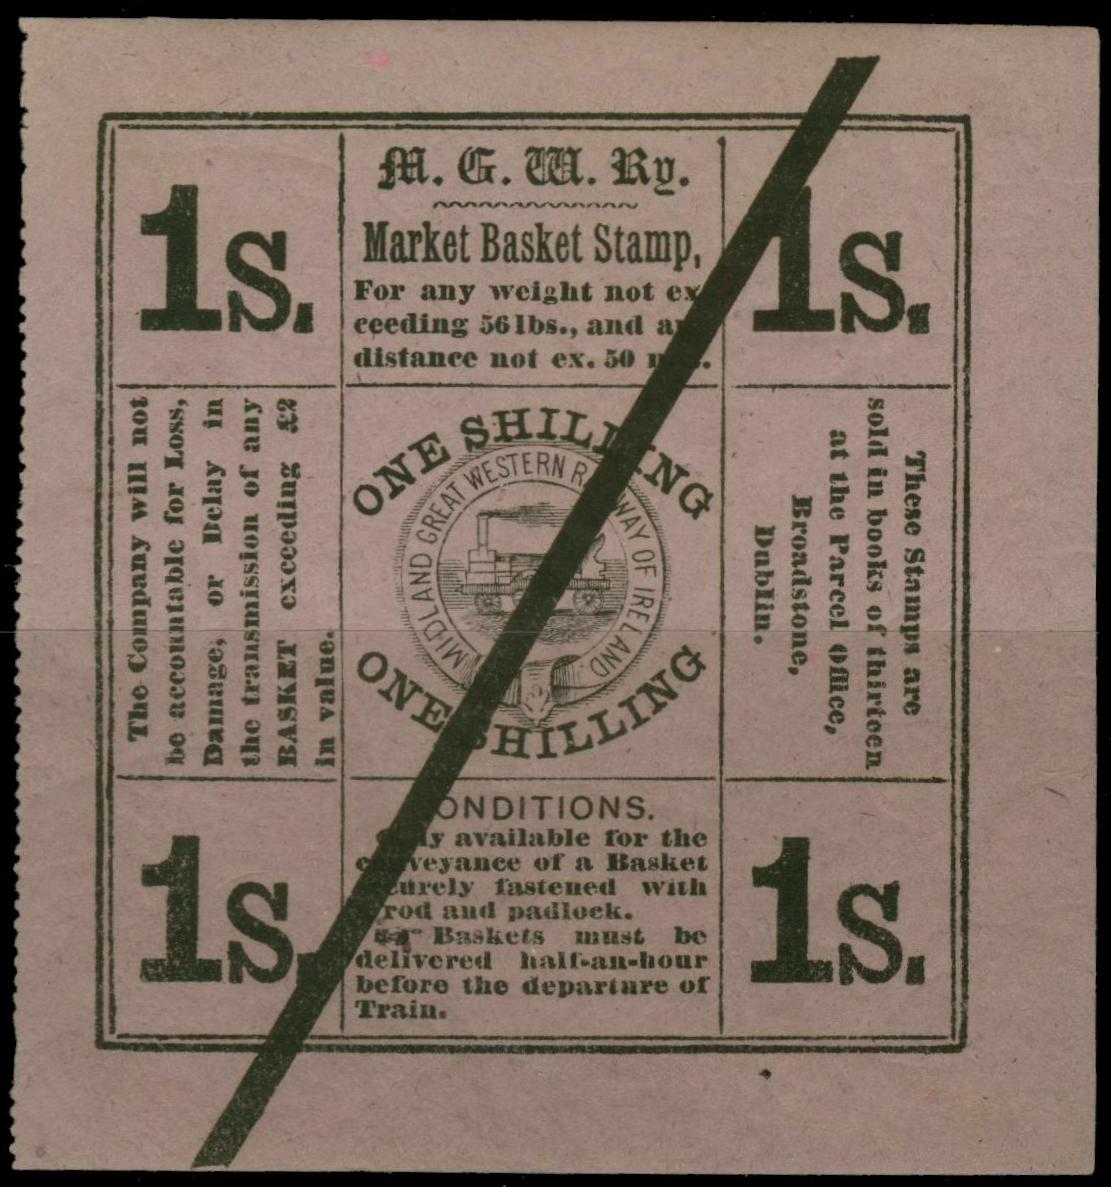 1s.
M. G. W. Ry.
1s.
Market Basket Stamp,
For any weight not ex
ceeding 56lbs., and
distance not ex. 50
The Company will not
be accountable for Loss,
Damage, or Delay in
the transmission of any
BASKET exceeding £2
in value.
ONE SHILLING
MIDLAND GREAT WESTERN RAILWAY OF IRELAND.
ONE SHILLING
These Stamps are
sold in books of thirteen
at the Parcel Office,
Broadstone,
Dublin.
1s.
CONDITIONS.
Only available for the
conveyance of a Basket
securely fastened with
rod and padlock.
☞ Baskets must be
delivered half-an-hour
before the departure of
Train.
1s.